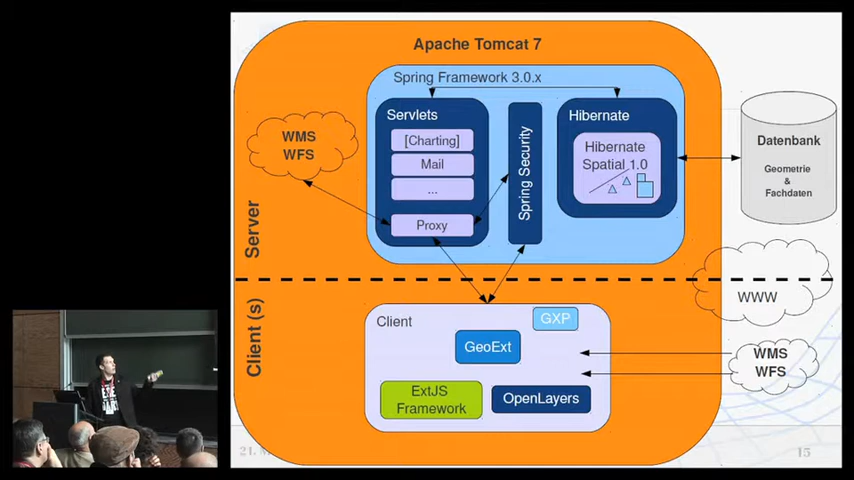 Apache Tomcat 7
Spring Framework 3.0.x
Servlets
[Charting]
Mail
...
Proxy
Spring Security
Hibernate
Hibernate
Spatial 1.0
WMS
WFS
Datenbank
Geometrie
&
Fachdaten
Server
WWW
Client (s)
Client
GXP
GeoExt
ExtJS
Framework
OpenLayers
WMS
WFS
21.
15